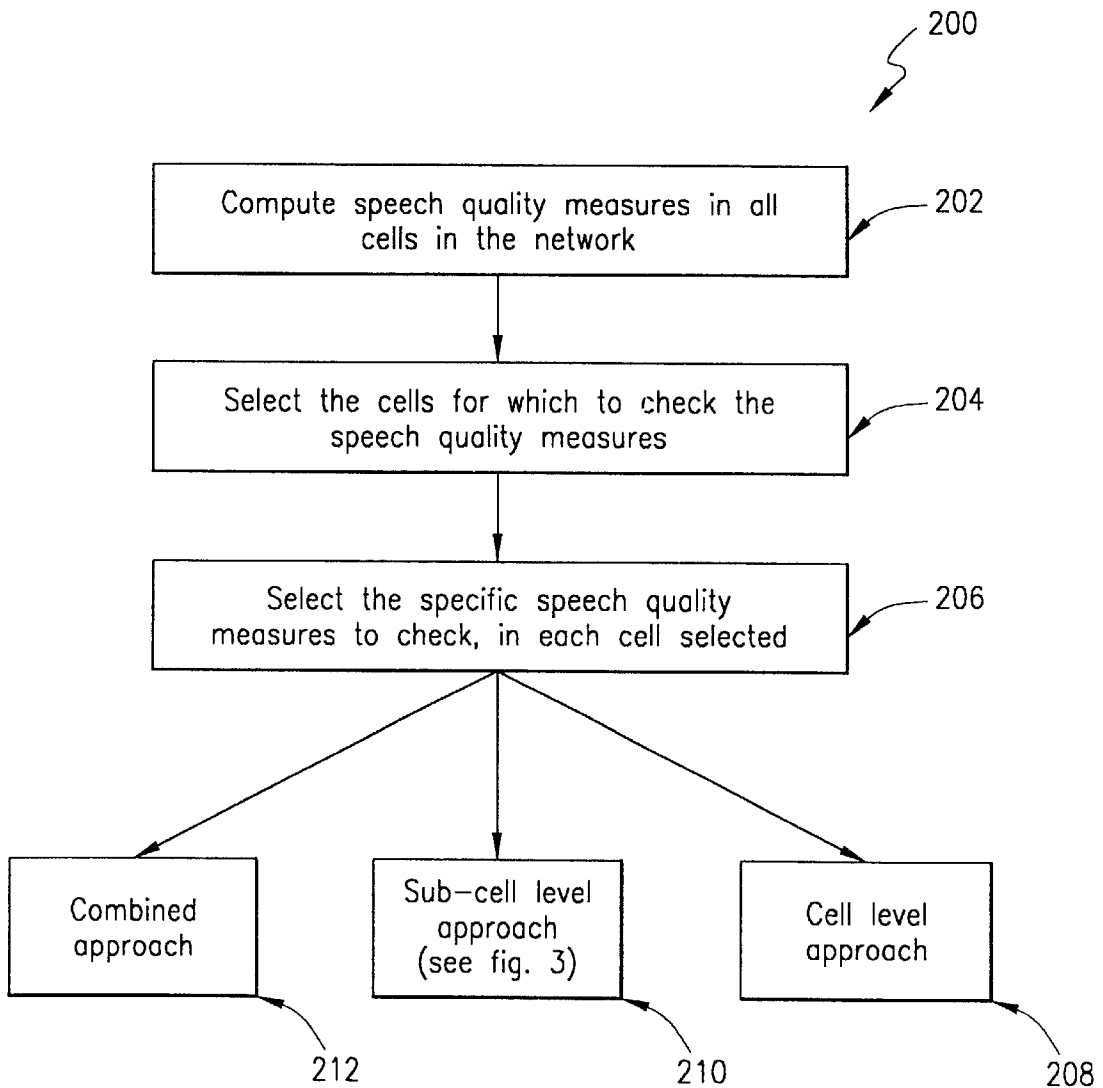 200
Compute speech quality measures in all
cells in the network
202
Select the cells for which to check the
speech quality measures
204
Select the specific speech quality
measures to check, in each cell selected
206
Combined
approach
212
Sub-cell level
approach
(see fig. 3)
210
Cell level
approach
208